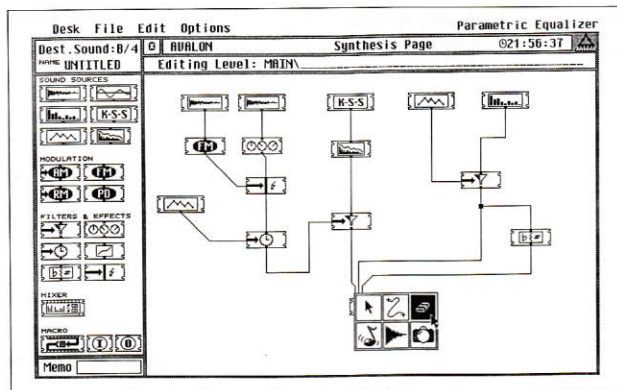 Desk File Edit Options Parametric Equalizer
Dest.Sound:B/4 AVALON Synthesis Page 21:56:37
NAME UNTITLED Editing Level: MAIN\
SOUND SOURCES
K-S-S
K-S-S
MODULATION
AM FM
FM
RM PD
FILTERS & EFFECTS
MIXER
MACRO
I O
Memo